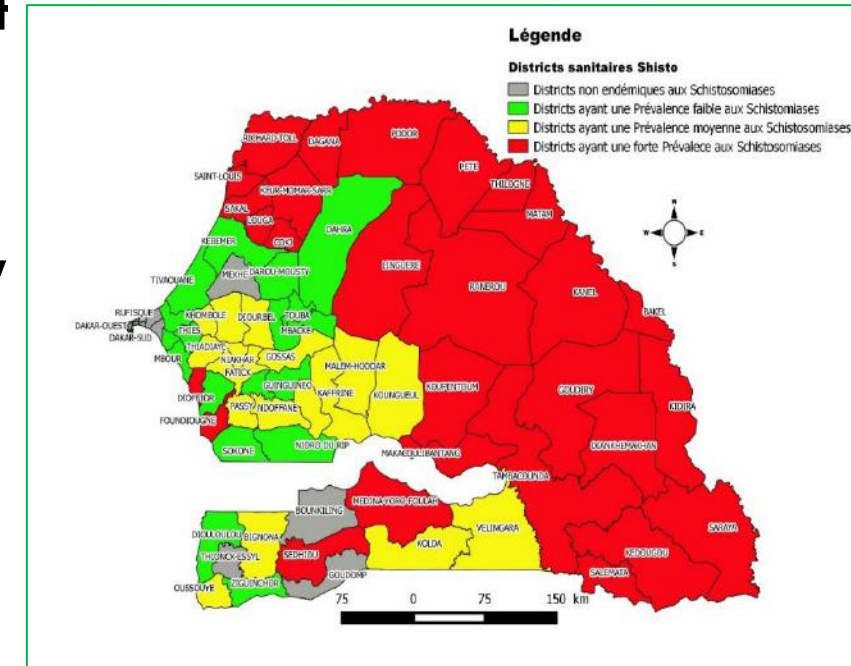 Légende
Districts sanitaires Shisto
Districts non endémiques aux Schistosomiases
Districts ayant une Prévalence faible aux Schistomiases
Districts ayant une Prévalence moyenne aux Schistosomiases
Districts ayant une forte Prévalece aux Schistosomiases
RICHARD-TOLL
DAGANA
PODOR
PETE
SAINT-LOUIS
KEUR-MOMAR-SARR
THILOGNE
SAKAL
MATAM
LOUGA
COKI
DAHRA
KEBEMER
LINGUERE
MEKHE
DAROU-MOUSTY
TIVAOUANE
RANEROU
KANEL
BAKEL
RUFISQUE
KHOMBOLE
DIOURBEL
TOUBA
DAKAR-OUEST
THIES
MBACKE
DAKAR-SUD
THIADIAYE
MBOUR
NIAKHAR
GOSSAS
MALEM-HODDAR
FATICK
GUINGUINEO
KOUNGUEUL
KOUPENTOUM
GOUDIRY
DIOFFIOR
KAFFRINE
PASSY
NDOFFANE
KIDIRA
FOUNDIOUGNE
SOKONE
NIORO DU RIP
DIANKHEMAKHAN
MAKACOULIBANTANG
TAMBACOUNDA
MEDINA-YORO-FOULAH
BOUNKILING
VELINGARA
SARAYA
DIOULOULOU
BIGNONA
KOLDA
THIONCK-ESSYL
SEDHIOU
KEDOUGOU
GOUDOMP
SALEMATA
OUSSOUYE
ZIGUINCHOR
N
W
E
S
75 0 75 150 km